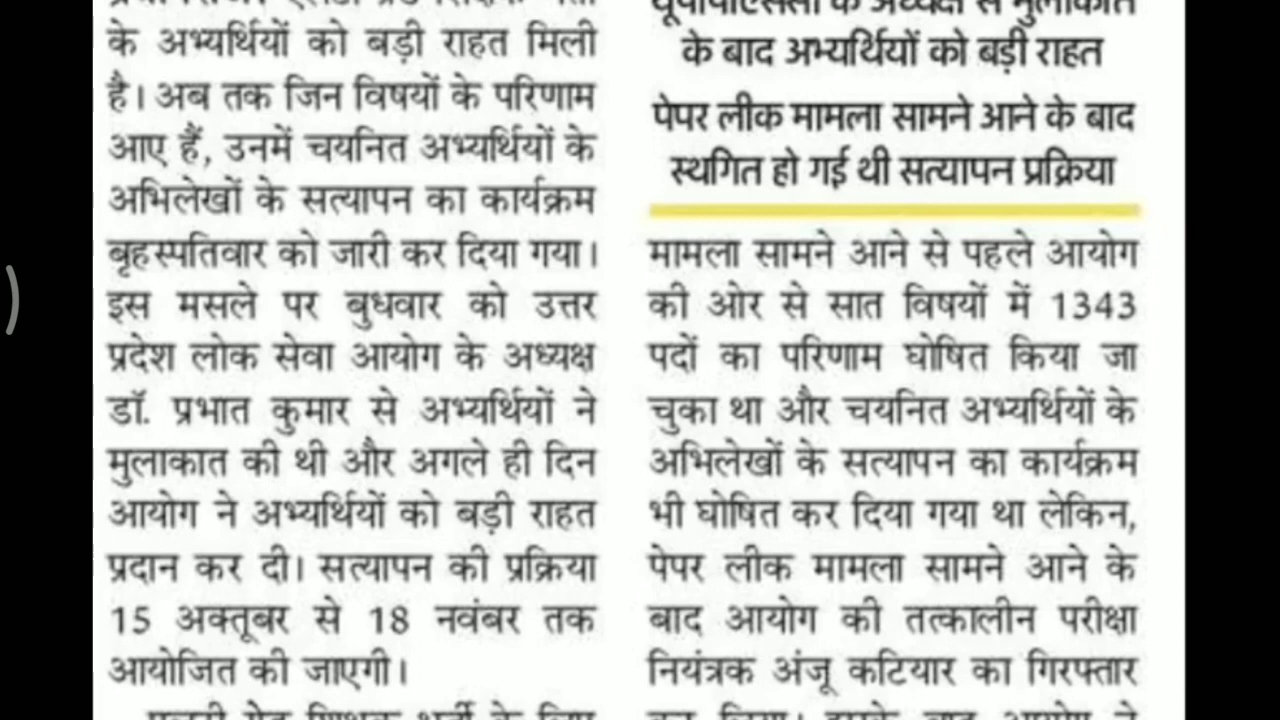 के अभ्यर्थियों को बड़ी राहत मिली
है। अब तक जिन विषयों के परिणाम
आए हैं, उनमें चयनित अभ्यर्थियों के
अभिलेखों के सत्यापन का कार्यक्रम
बृहस्पतिवार को जारी कर दिया गया।
इस मसले पर बुधवार को उत्तर
प्रदेश लोक सेवा आयोग के अध्यक्ष
डॉ. प्रभात कुमार से अभ्यर्थियों ने
मुलाकात की थी और अगले ही दिन
आयोग ने अभ्यर्थियों को बड़ी राहत
प्रदान कर दी। सत्यापन की प्रक्रिया
15 अक्तूबर से 18 नवंबर तक
आयोजित की जाएगी।
के अध्यक्ष से मुलाकात
के बाद अभ्यर्थियों को बड़ी राहत
पेपर लीक मामला सामने आने के बाद
स्थगित हो गई थी सत्यापन प्रक्रिया
मामला सामने आने से पहले आयोग
की ओर से सात विषयों में 1343
पदों का परिणाम घोषित किया जा
चुका था और चयनित अभ्यर्थियों के
अभिलेखों के सत्यापन का कार्यक्रम
भी घोषित कर दिया गया था लेकिन,
पेपर लीक मामला सामने आने के
बाद आयोग की तत्कालीन परीक्षा
नियंत्रक अंजू कटियार का गिरफ्तार